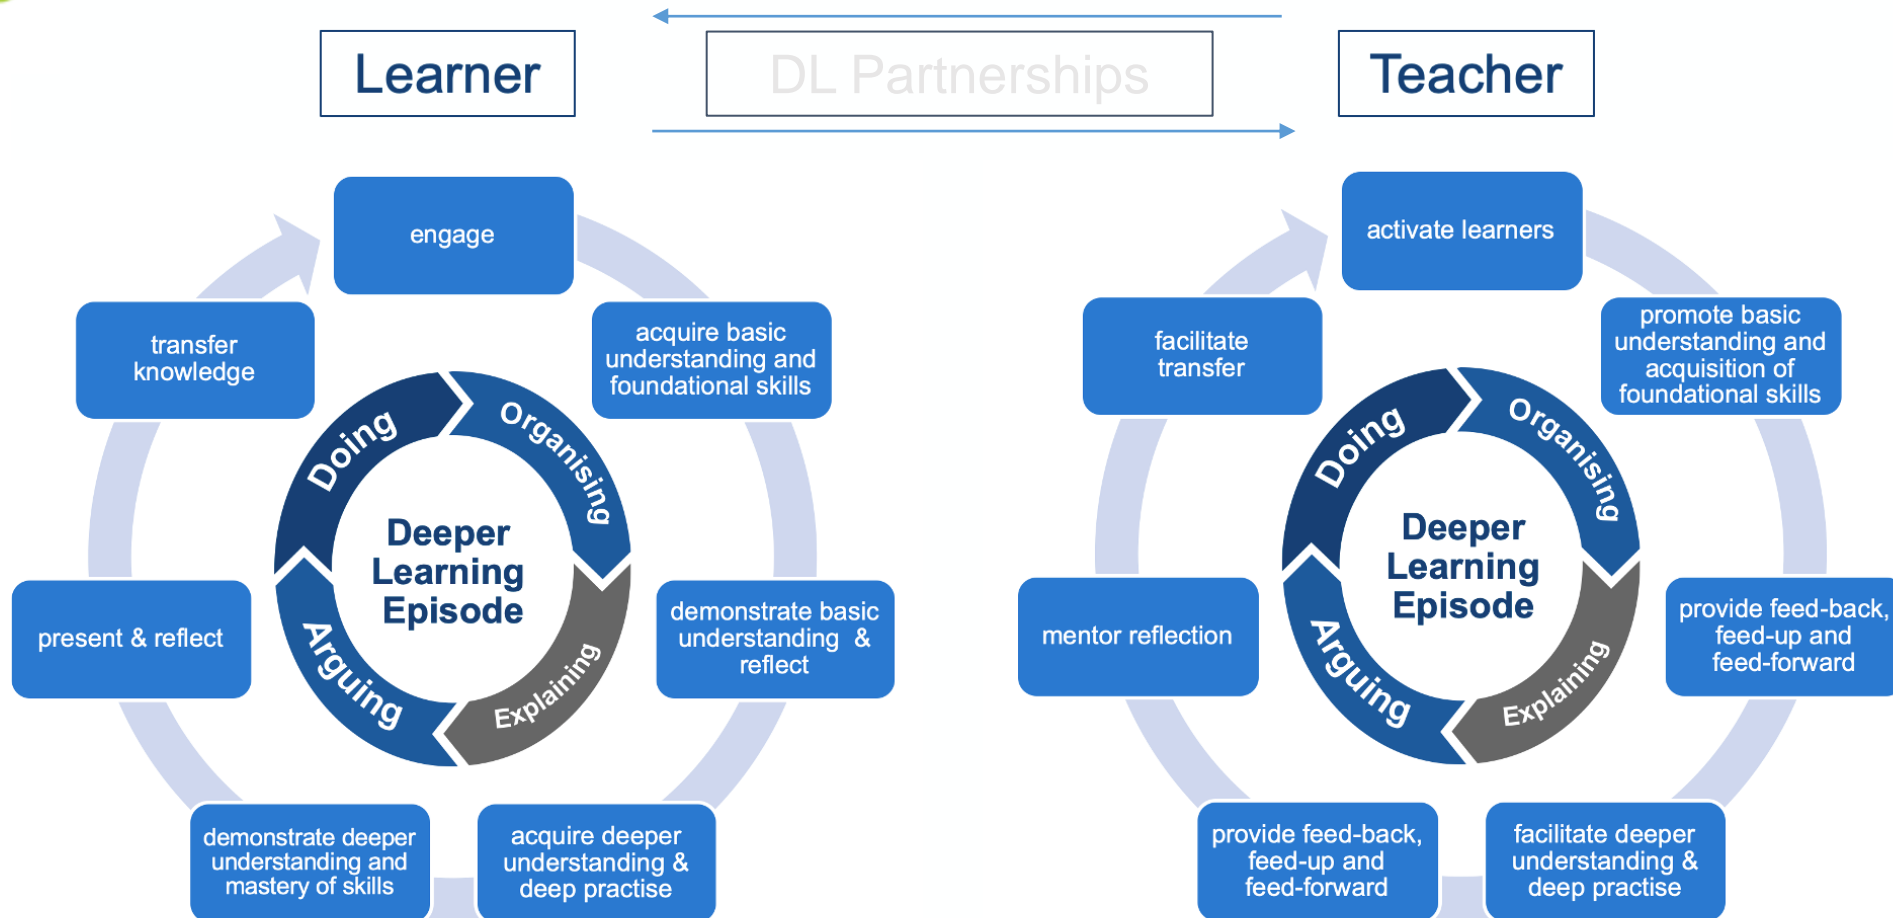 Learner
DL Partnerships
Teacher
engage
acquire basic
understanding and
foundational skills
demonstrate basic
understanding &
reflect
acquire deeper
understanding &
deep practise
demonstrate deeper
understanding and
mastery of skills
present & reflect
transfer
knowledge
Doing
Organising
Explaining
Arguing
Deeper
Learning
Episode
activate learners
promote basic
understanding and
acquisition of
foundational skills
provide feed-back,
feed-up and
feed-forward
facilitate deeper
understanding &
deep practise
provide feed-back,
feed-up and
feed-forward
mentor reflection
facilitate
transfer
Doing
Organising
Explaining
Arguing
Deeper
Learning
Episode